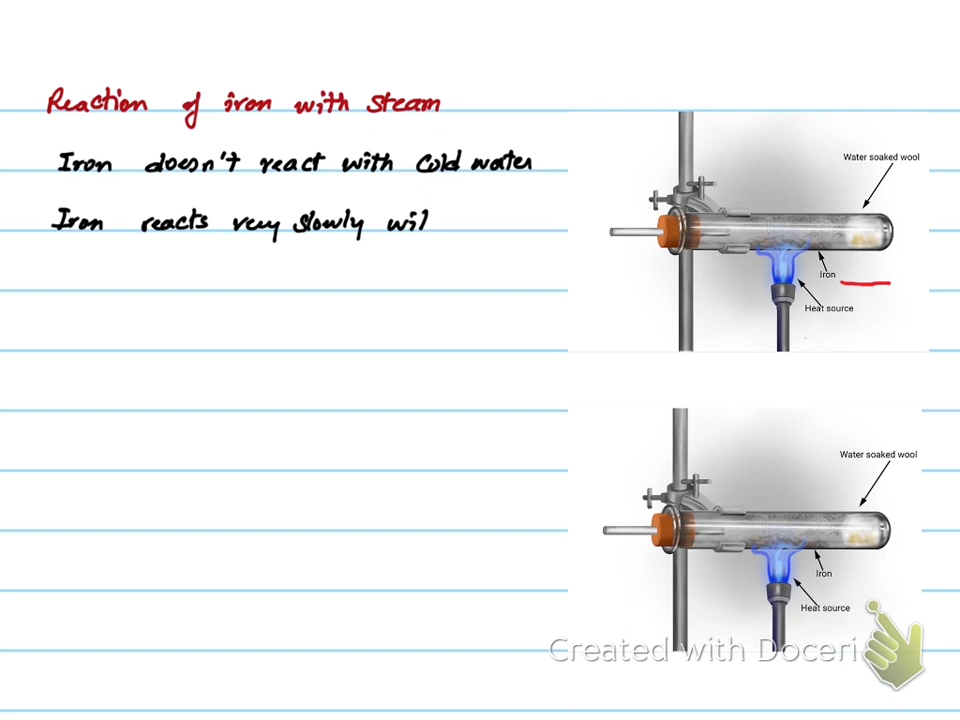 Reaction of iron with steam
Iron doesn't react with cold water
Iron reacts very slowly wil
Water soaked wool
Iron
Heat source
Water soaked wool
Iron
Heat source
Created with Doceri